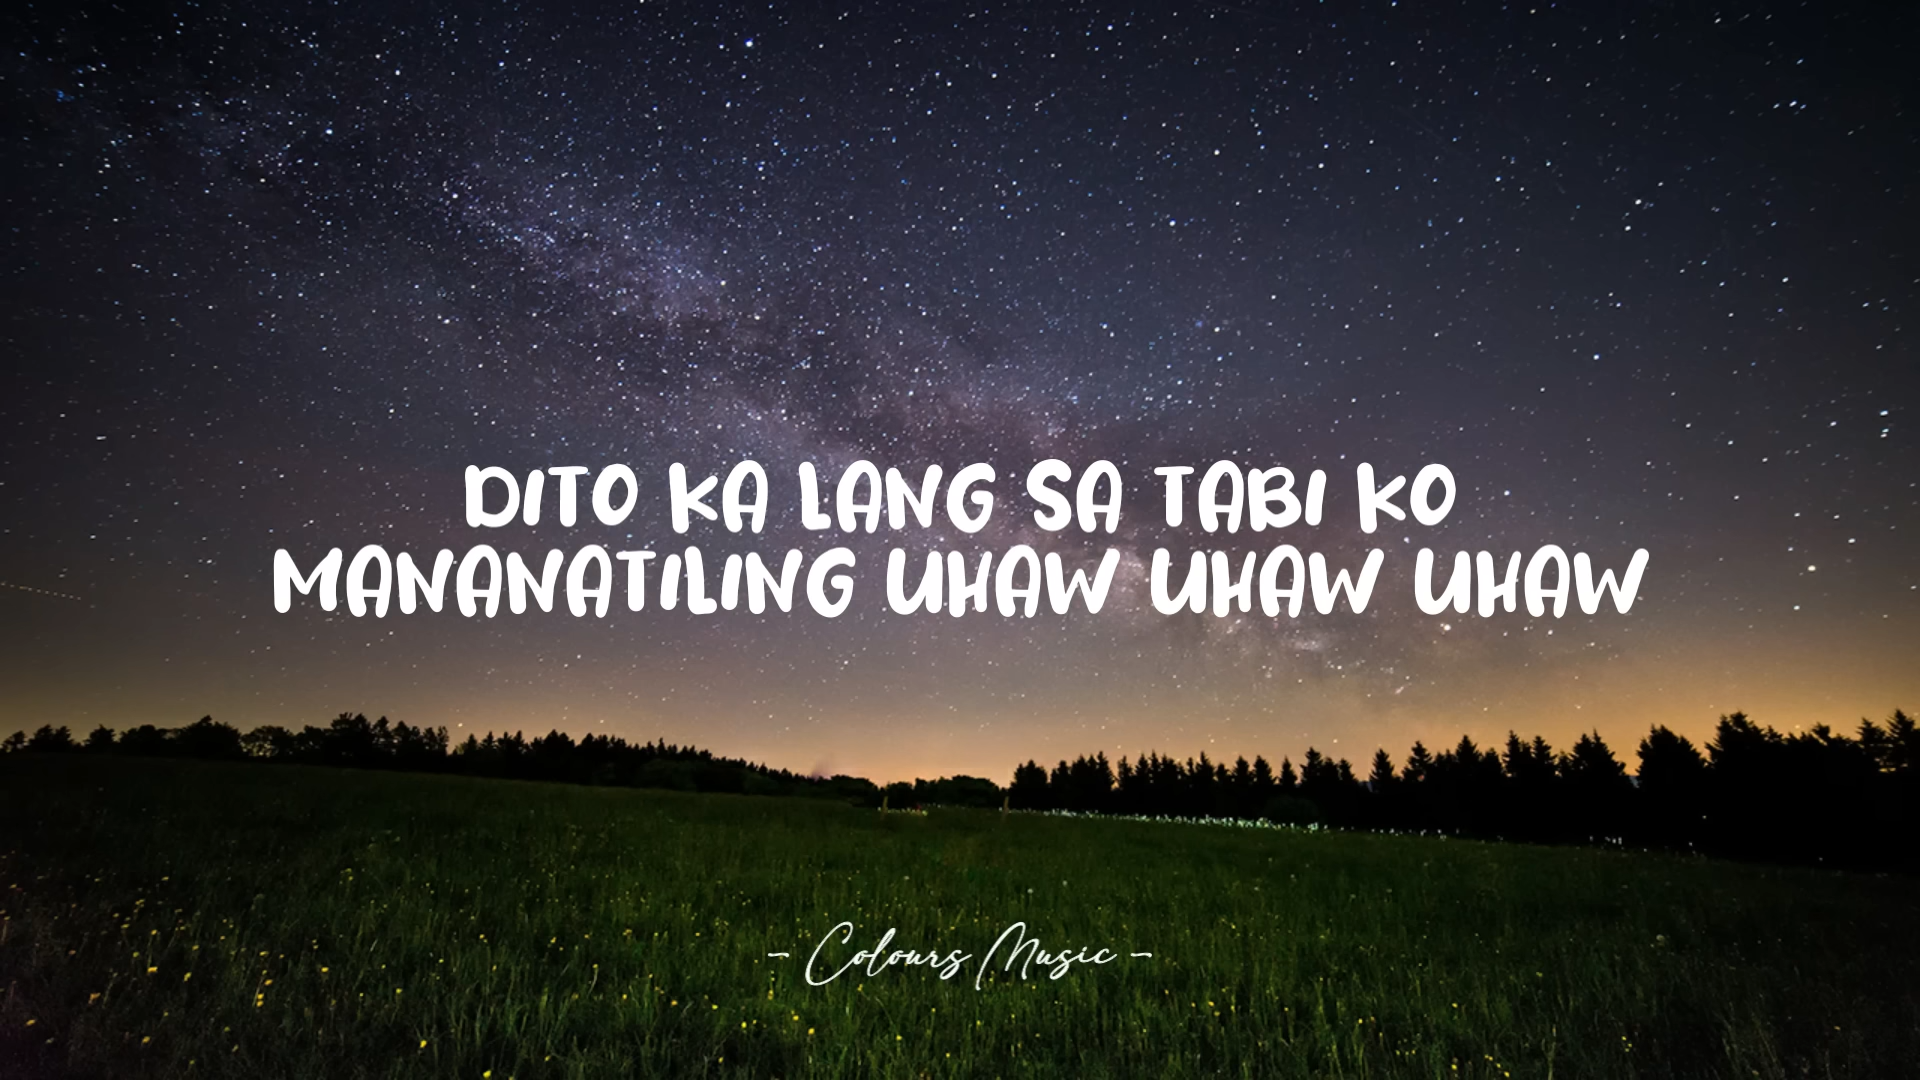 DITO KA LANG SA TABI KO
MANANATILING UHAW UHAW UHAW
- Colours Music -